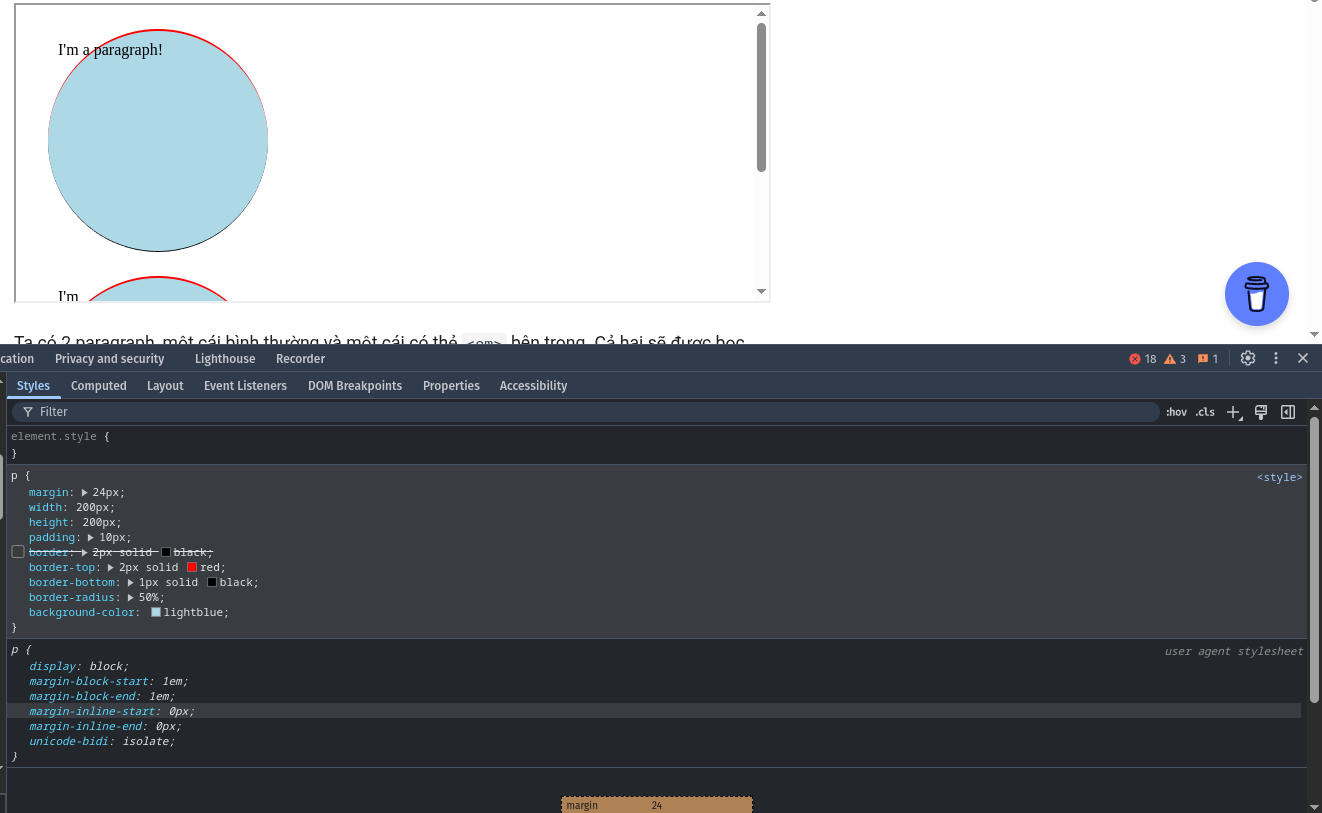 I'm a paragraph!
I'm
Ta có 2 paragraph, một cái bình thường và một cái có thẻ <em> bên trong. Cả hai sẽ được bọc
cation Privacy and security Lighthouse Recorder 18 3 1
Styles Computed Layout Event Listeners DOM Breakpoints Properties Accessibility
Filter :hov .cls
element.style {
}
p { <style>
margin: 24px;
width: 200px;
height: 200px;
padding: 10px;
border: 2px solid black;
border-top: 2px solid red;
border-bottom: 1px solid black;
border-radius: 50%;
background-color: lightblue;
}
p { user agent stylesheet
display: block;
margin-block-start: 1em;
margin-block-end: 1em;
margin-inline-start: 0px;
margin-inline-end: 0px;
unicode-bidi: isolate;
}
margin 24